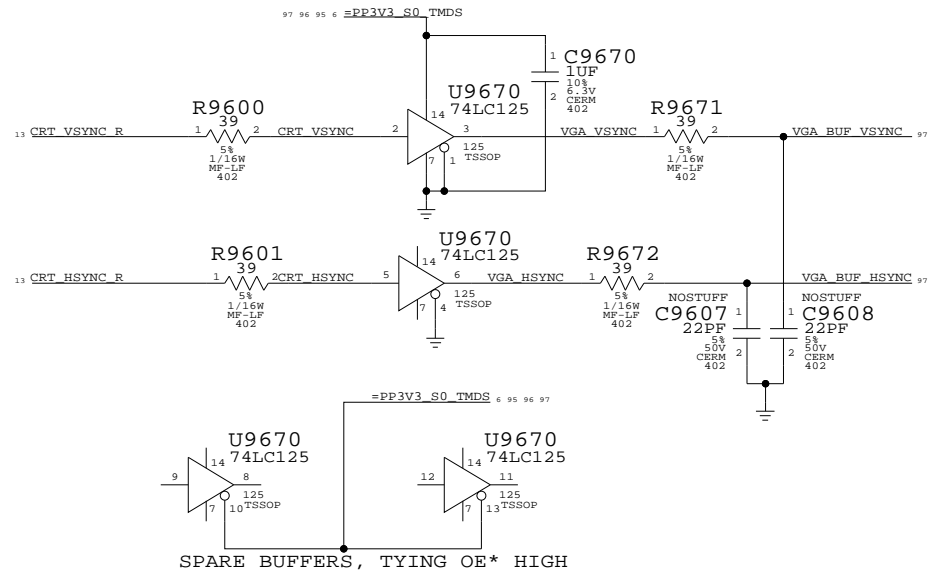 97 96 95 6 =PP3V3_S0_TMDS
1 C9670
1UF
10%
6.3V
2 CERM
402
U9670
74LC125
14
R9600
39
13 CRT_VSYNC_R 1 2 CRT_VSYNC 2 3 VGA_VSYNC
5%
1/16W
MF-LF
402
125
TSSOP
7 1
R9671
39
1 2 VGA_BUF_VSYNC 97
5%
1/16W
MF-LF
402
U9670
74LC125
14
R9601
39
13 CRT_HSYNC_R 1 2 CRT_HSYNC 5 6 VGA_HSYNC
5%
1/16W
MF-LF
402
125
TSSOP
7 4
R9672
39
1 2 VGA_BUF_HSYNC 97
5%
1/16W
MF-LF
402
NOSTUFF
1
C9607
22PF
5%
50V
2 CERM
402
NOSTUFF
1
C9608
22PF
5%
50V
2 CERM
402
=PP3V3_S0_TMDS 6 95 96 97
U9670
74LC125
14
9 8
125
TSSOP
7 10
U9670
74LC125
14
12 11
125
TSSOP
7 13
SPARE BUFFERS, TYING OE* HIGH